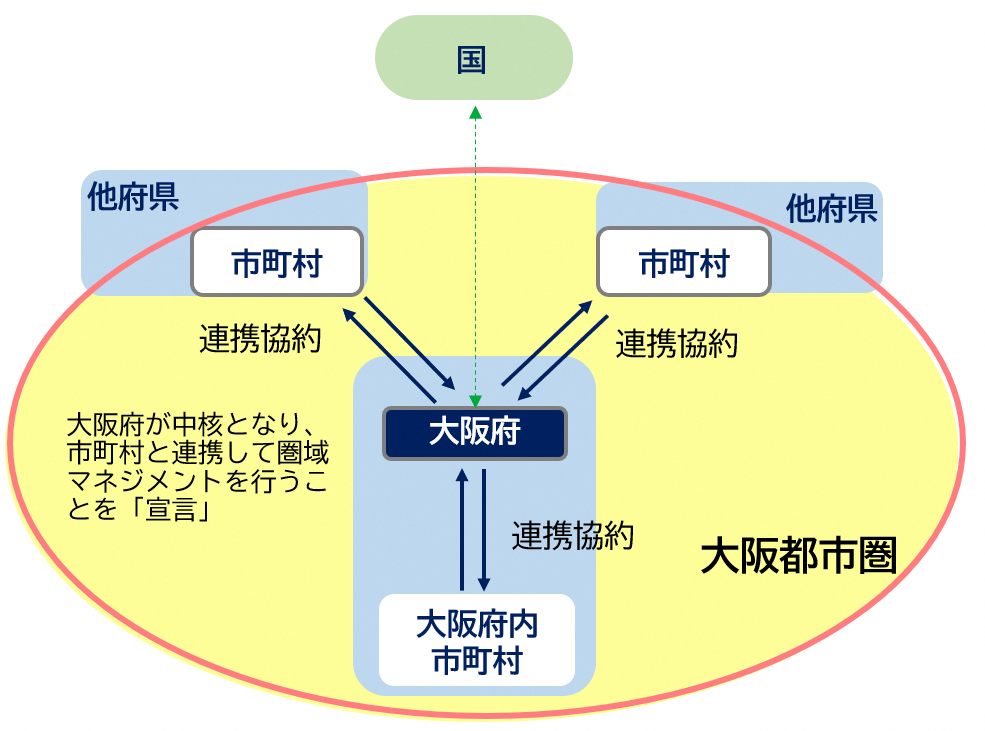 国
他府県
他府県
市町村
市町村
連携協約
連携協約
大阪府が中核となり、
市町村と連携して圏域
マネジメントを行うこ
とを「宣言」
大阪府
連携協約
大阪都市圏
大阪府内
市町村